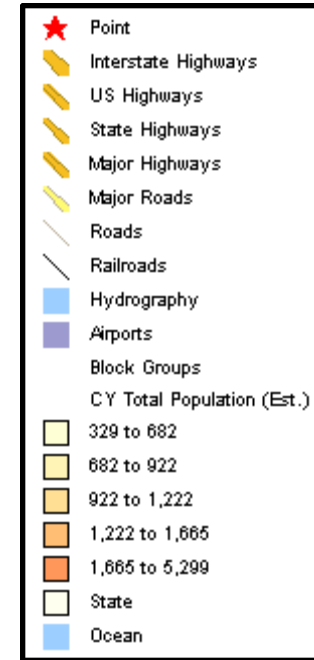 Point
Interstate Highways
US Highways
State Highways
Major Highways
Major Roads
Roads
Railroads
Hydrography
Airports
Block Groups
CY Total Population (Est.)
329 to 682
682 to 922
922 to 1,222
1,222 to 1,665
1,665 to 5,299
State
Ocean